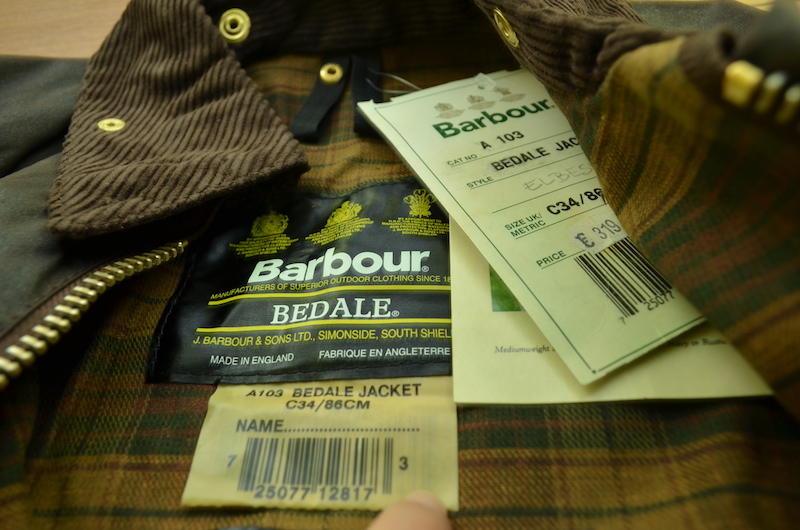 Barbour®
MANUFACTURERS OF SUPERIOR OUTDOOR CLOTHING SINCE 18
BEDALE®
J. BARBOUR & SONS LTD., SIMONSIDE, SOUTH SHIEL
MADE IN ENGLAND FABRIQUE EN ANGLETERRE
A103 BEDALE JACKET
C34/86CM
NAME
7 25077 12817 3
Barbour
CAT NO A 103
STYLE BEDALE JAC
SIZE UK/ C34/86
METRIC
PRICE 319
7 25077
Mediumweight